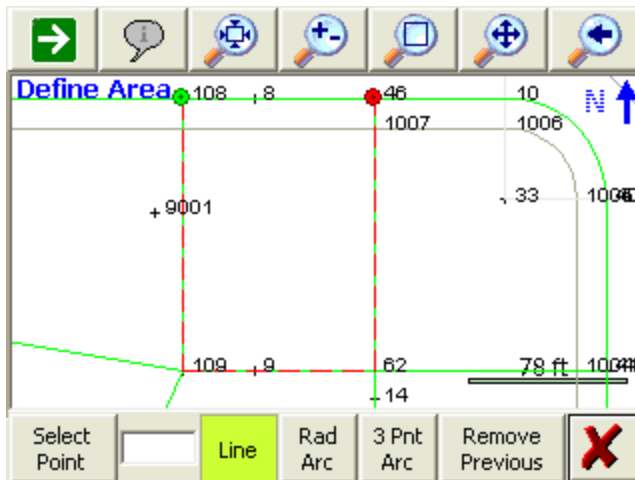 Define Area 108 8 46 10 N
1007 1006
9001 33
109 9 62 78 ft
14
Select Point Line Rad Arc 3 Pnt Arc Remove Previous